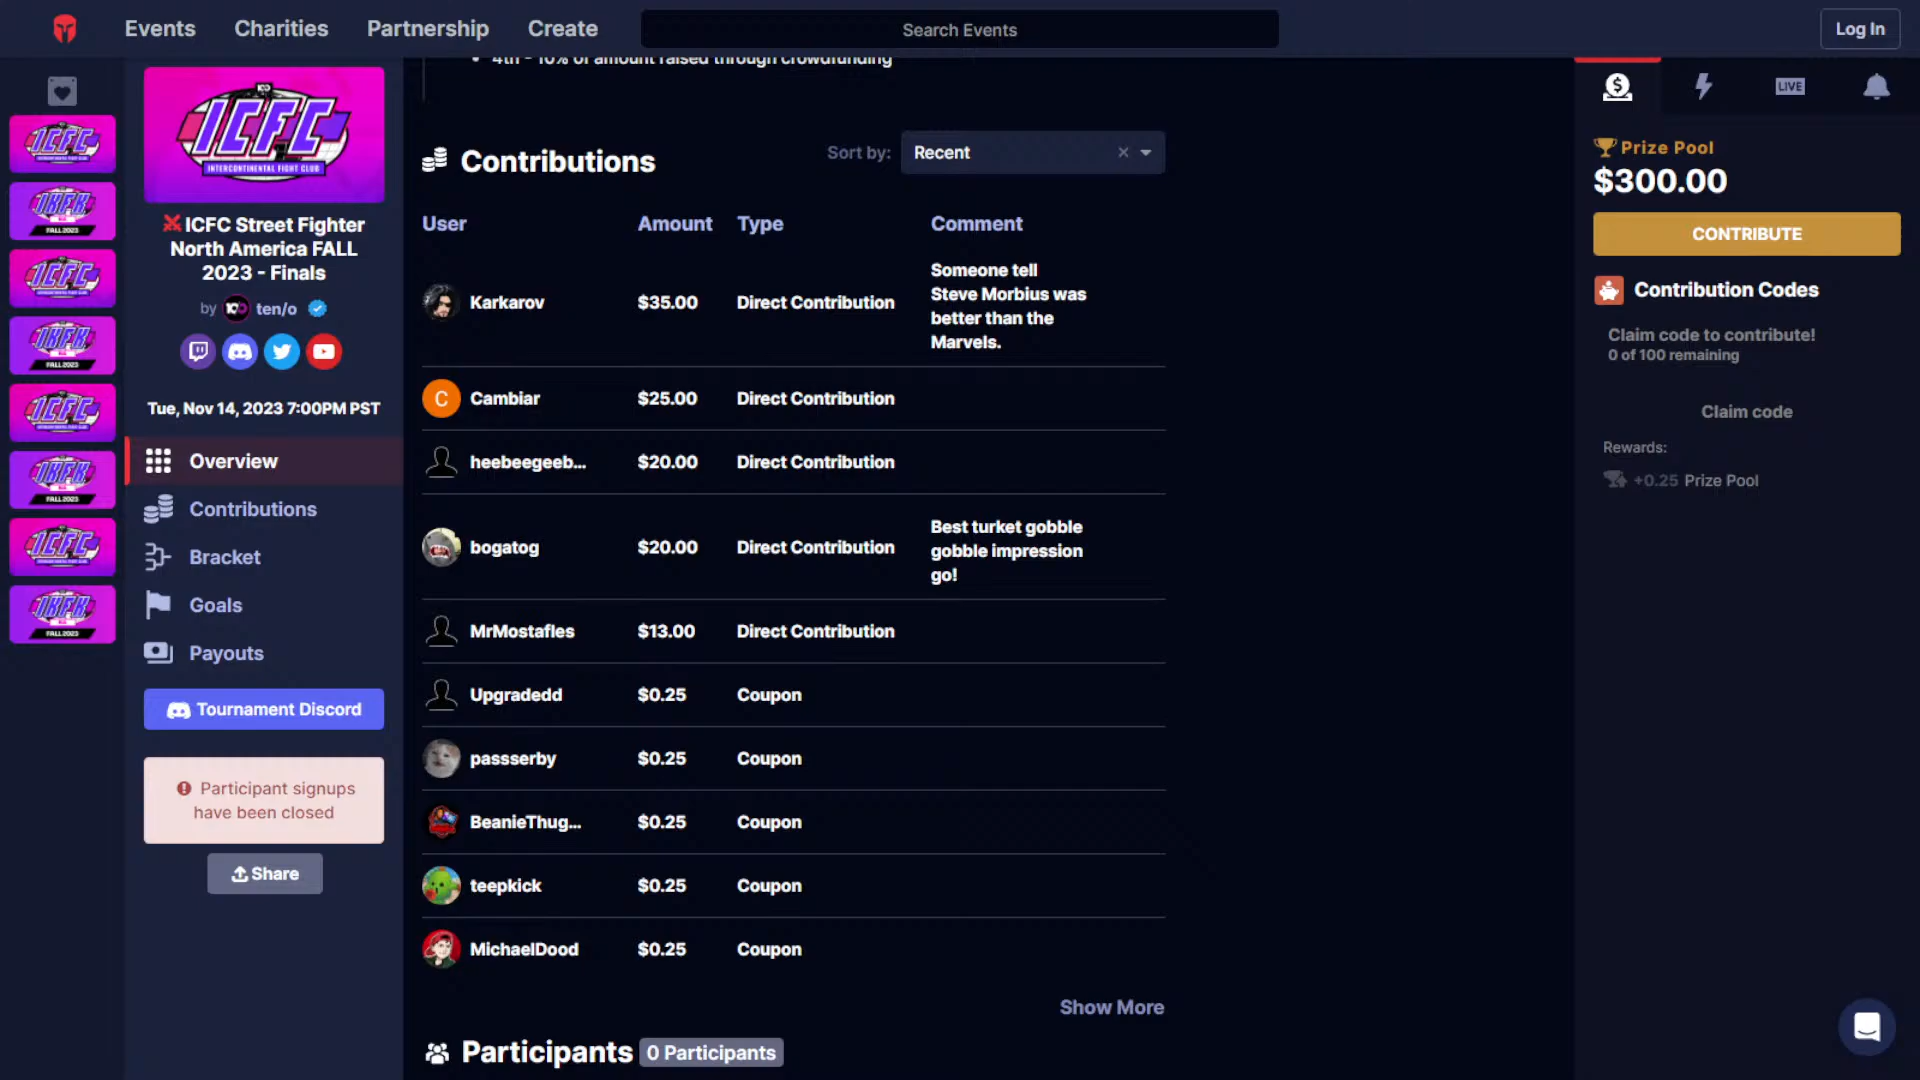 Events
Charities
Partnership
Create
Search Events
Log In
ICFC
INTERCONTINENTAL FIGHT CLUB
ICFC Street Fighter
North America FALL
2023 - Finals
by ten/o
Tue, Nov 14, 2023 7:00PM PST
Overview
Contributions
Bracket
Goals
Payouts
Tournament Discord
Participant signups
have been closed
Share
4th - 10% of amount raised through crowdfunding
Contributions
Sort by:
Recent
User Amount Type Comment
Karkarov $35.00 Direct Contribution
Someone tell
Steve Morbius was
better than the
Marvels.
C Cambiar $25.00 Direct Contribution
heebeegeeb... $20.00 Direct Contribution
bogatog $20.00 Direct Contribution
Best turket gobble
gobble impression
go!
MrMostafles $13.00 Direct Contribution
Upgradedd $0.25 Coupon
passserby $0.25 Coupon
BeanieThug... $0.25 Coupon
teepkick $0.25 Coupon
MichaelDood $0.25 Coupon
Show More
Participants 0 Participants
LIVE
Prize Pool
$300.00
CONTRIBUTE
Contribution Codes
Claim code to contribute!
0 of 100 remaining
Claim code
Rewards:
+0.25 Prize Pool